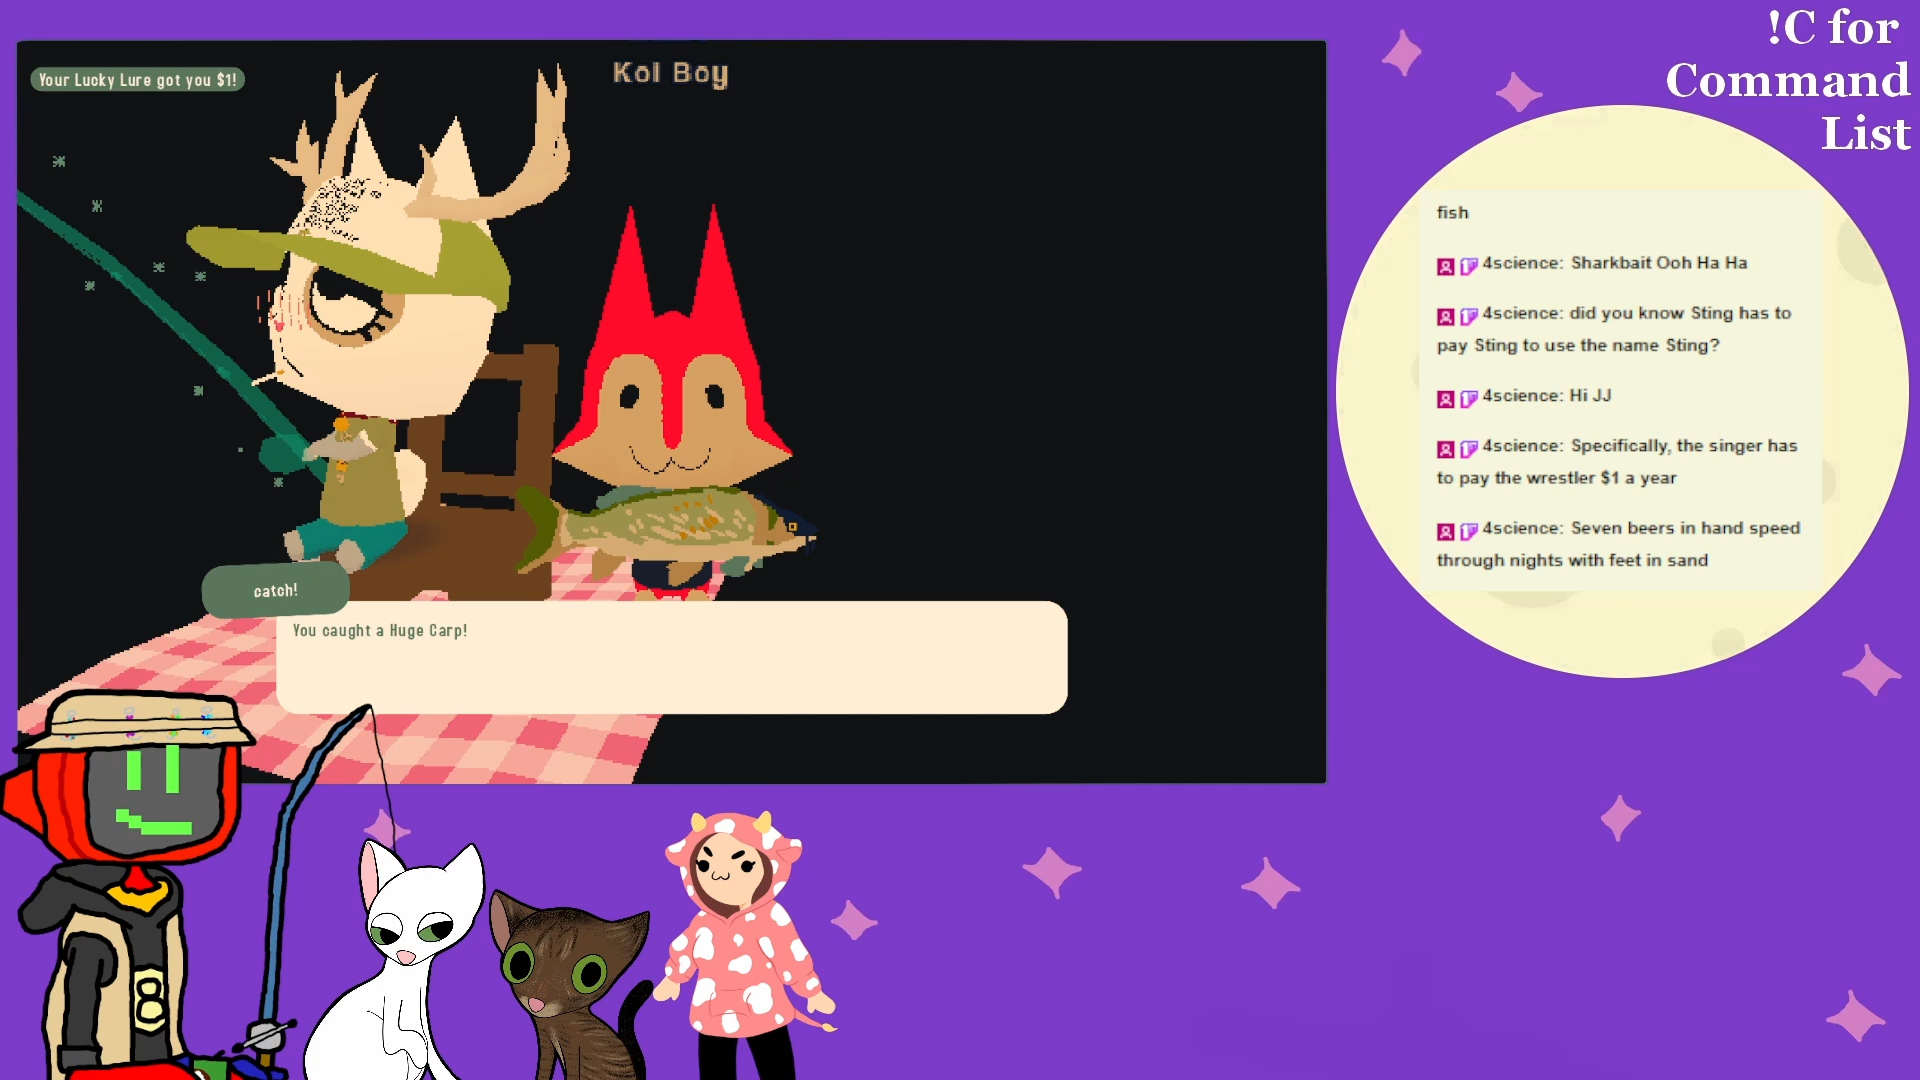 !C for
Command
List
Your Lucky Lure got you $1!
Koi Boy
fish
4science: Sharkbait Ooh Ha Ha
4science: did you know Sting has to
pay Sting to use the name Sting?
4science: Hi JJ
4science: Specifically, the singer has
to pay the wrestler $1 a year
4science: Seven beers in hand speed
through nights with feet in sand
catch!
You caught a Huge Carp!
8